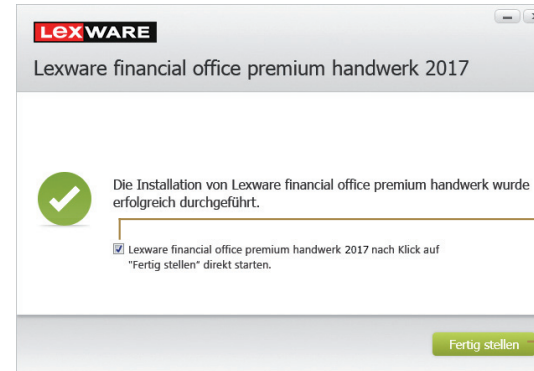 LEXWARE
Lexware financial office premium handwerk 2017
Die Installation von Lexware financial office premium handwerk wurde
erfolgreich durchgeführt.
Lexware financial office premium handwerk 2017 nach Klick auf
"Fertig stellen" direkt starten.
Fertig stellen